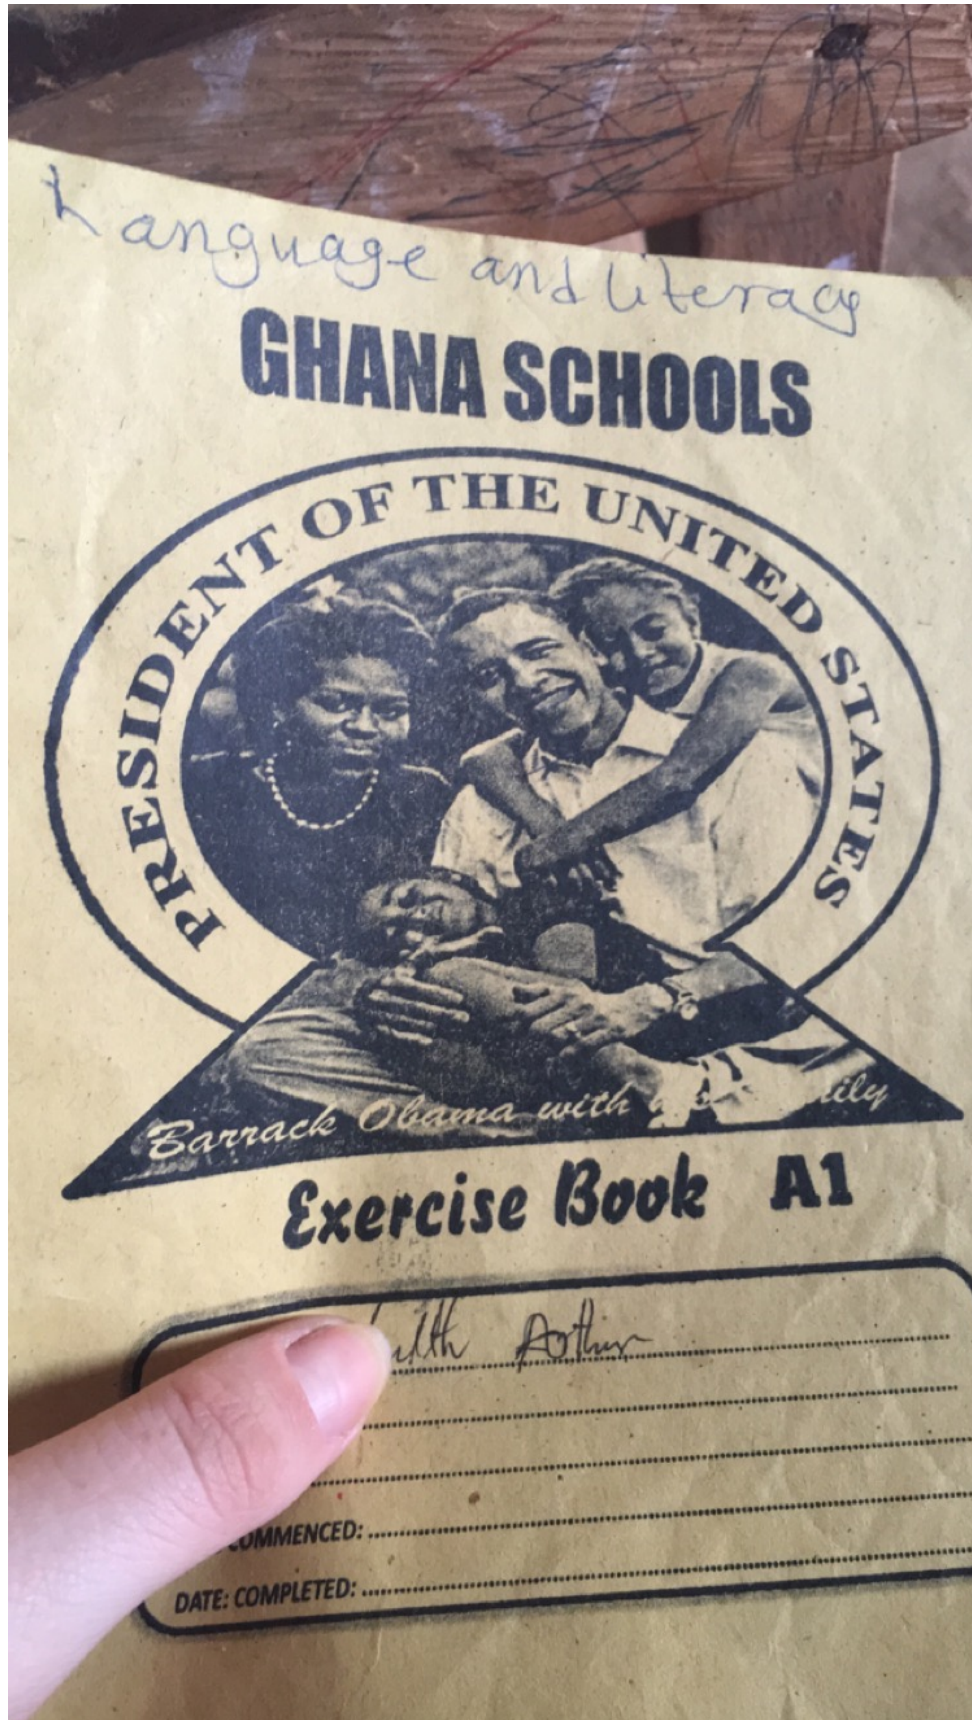 Language and literacy
GHANA SCHOOLS
PRESIDENT OF THE UNITED STATES
Barrack Obama with
Exercise Book A1
Arthur
COMMENCED:
DATE: COMPLETED: